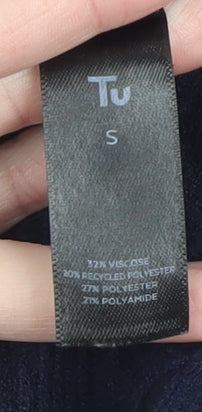 Tu
S
32% VISCOSE
20% RECYCLED POLYESTER
27% POLYESTER
21% POLYAMIDE